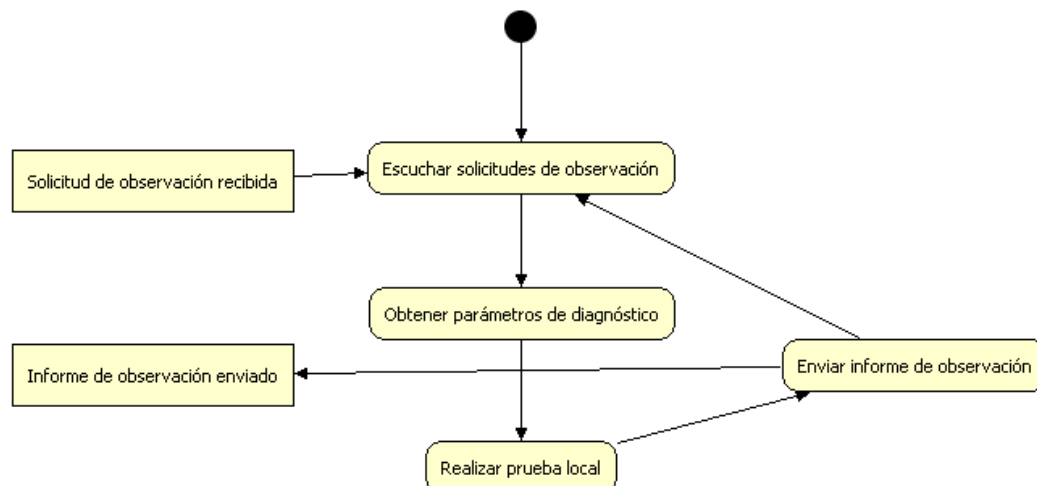 Escuchar solicitudes de observación
Solicitud de observación recibida
Obtener parámetros de diagnóstico
Informe de observación enviado
Enviar informe de observación
Realizar prueba local